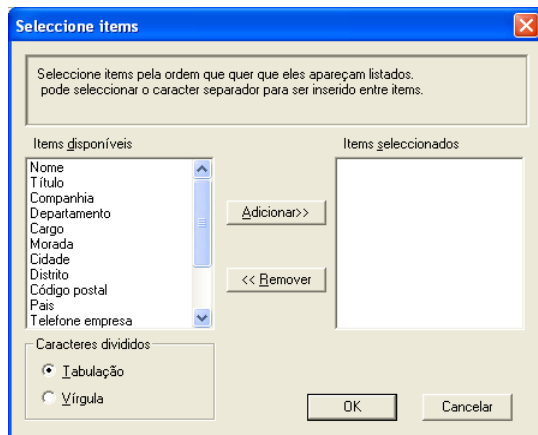 Seleccione items
Seleccione items pela ordem que quer que eles apareçam listados.
pode seleccionar o caracter separador para ser inserido entre items.
Items disponíveis
Items seleccionados
Nome
Título
Companhia
Departamento
Cargo
Morada
Cidade
Distrito
Código postal
Pais
Telefone empresa
Adicionar>>
<< Remover
Caracteres divididos
Tabulação
Vírgula
OK
Cancelar